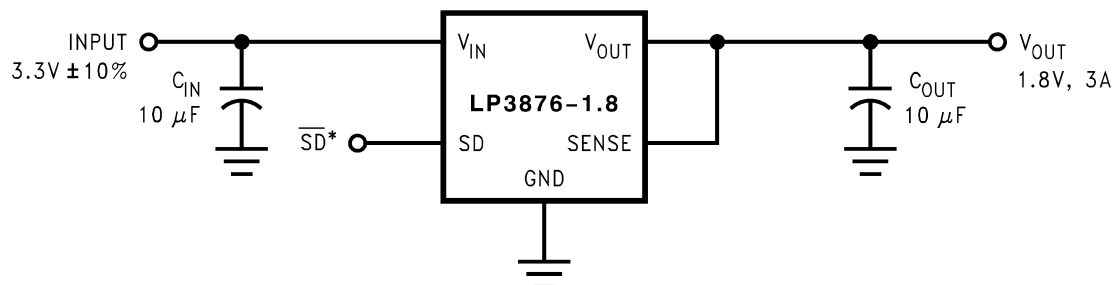 INPUT
3.3V ±10%
C_IN
10 μF
S̅D̅*
V_IN
V_OUT
LP3876-1.8
SD
SENSE
GND
C_OUT
10 μF
V_OUT
1.8V, 3A